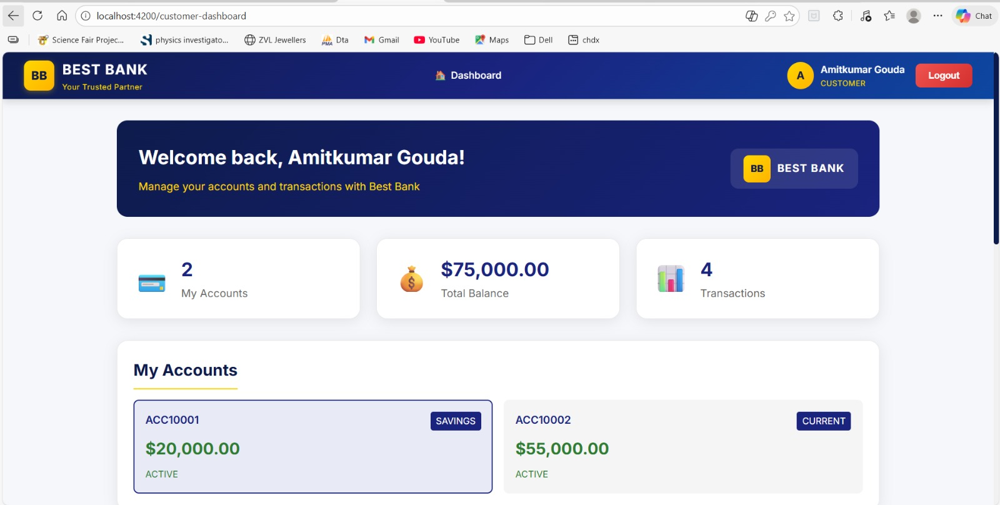 localhost:4200/customer-dashboard
Chat
Science Fair Projec...
physics investigato...
ZVL Jewellers
PMA
Dta
Gmail
YouTube
Maps
Dell
chdx
BB
BEST BANK
Your Trusted Partner
Dashboard
A
Amitkumar Gouda
CUSTOMER
Logout
Welcome back, Amitkumar Gouda!
Manage your accounts and transactions with Best Bank
BB
BEST BANK
2
My Accounts
$75,000.00
Total Balance
4
Transactions
My Accounts
ACC10001
SAVINGS
$20,000.00
ACTIVE
ACC10002
CURRENT
$55,000.00
ACTIVE